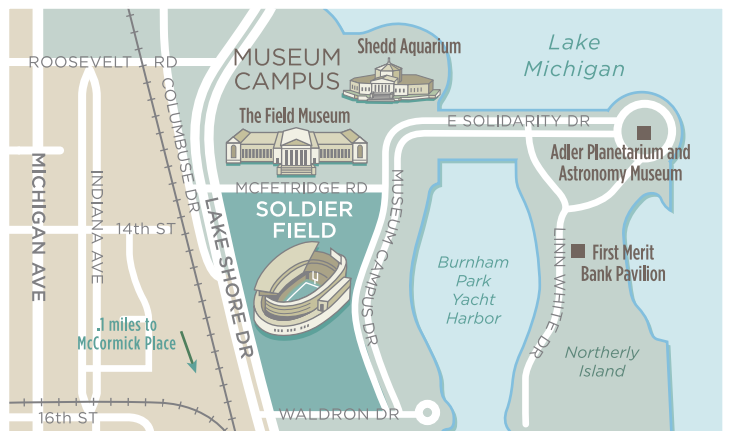 Shedd Aquarium
Lake
Michigan
MUSEUM
CAMPUS
ROOSEVELT RD
The Field Museum
COLUMBUSE DR
E SOLIDARITY DR
Adler Planetarium and
Astronomy Museum
MICHIGAN AVE
INDIANA AVE
MCFETRIDGE RD
MUSEUM CAMPUS DR
SOLDIER
FIELD
LAKE SHORE DR
14th ST
LINN WHITE DR
First Merit
Bank Pavilion
Burnham
Park
Yacht
Harbor
.1 miles to
McCormick Place
Northerly
Island
16th ST
WALDRON DR